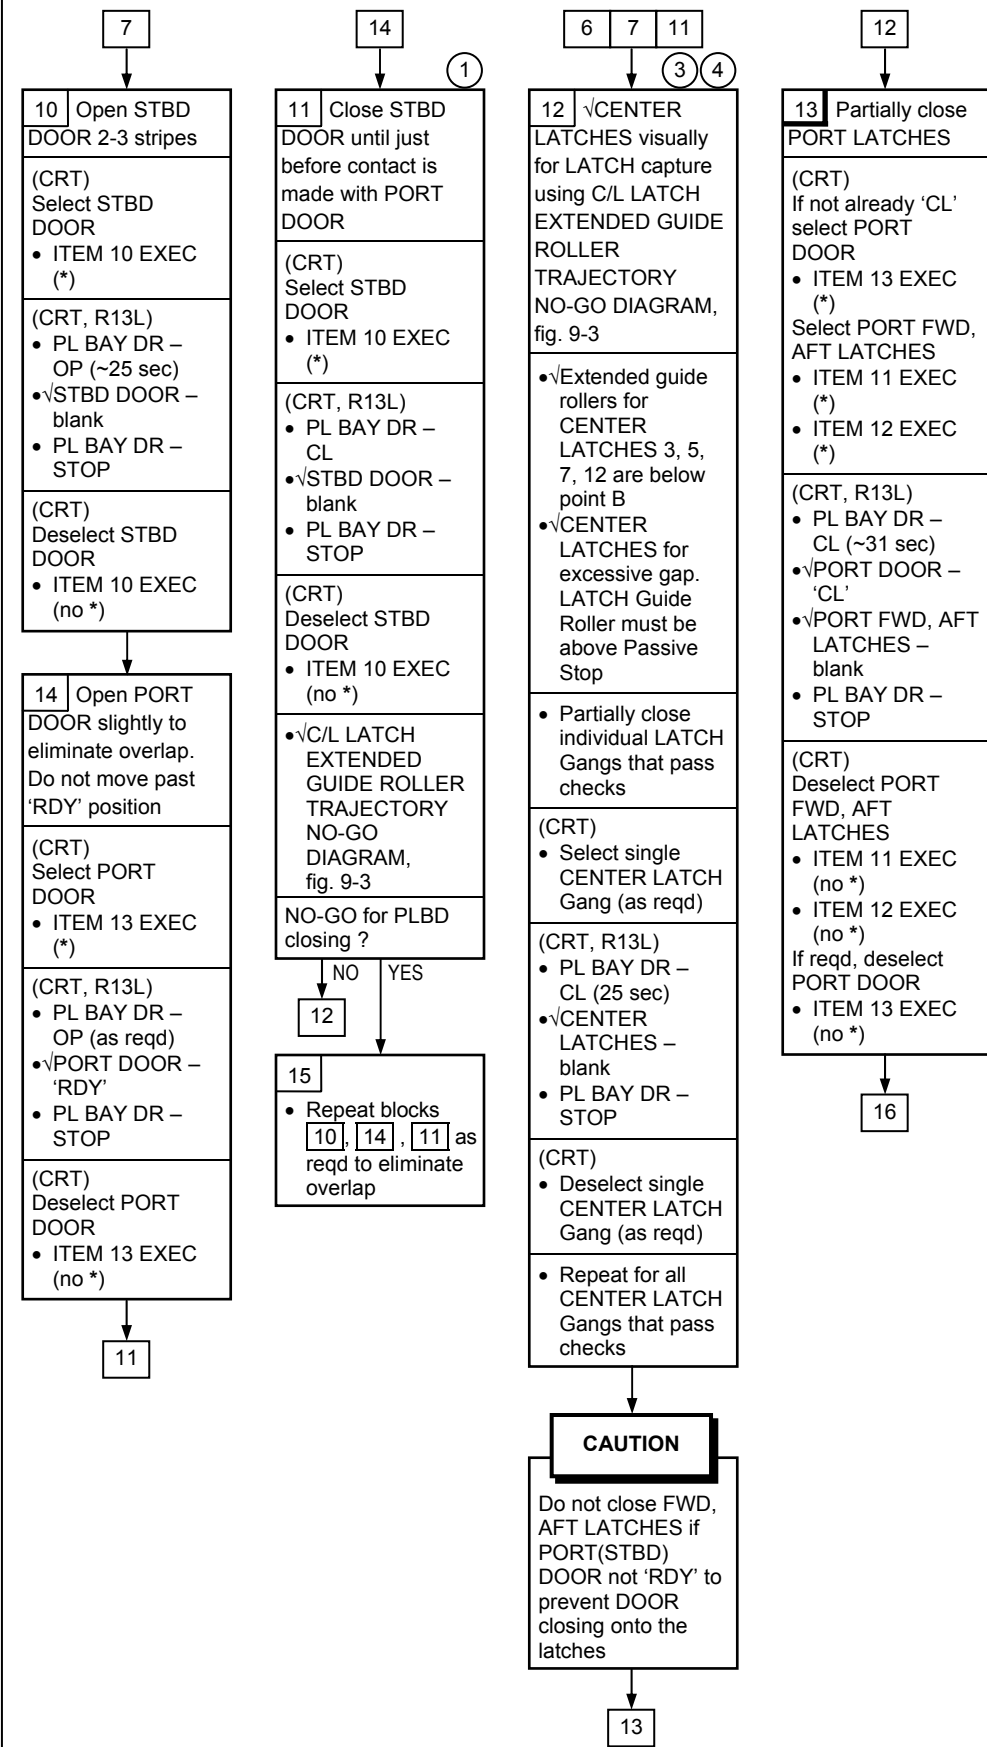 7
10 Open STBD
DOOR 2-3 stripes
(CRT)
Select STBD
DOOR
• ITEM 10 EXEC
(*)
(CRT, R13L)
• PL BAY DR –
OP (~25 sec)
•√STBD DOOR –
blank
• PL BAY DR –
STOP
(CRT)
Deselect STBD
DOOR
• ITEM 10 EXEC
(no *)
14 Open PORT
DOOR slightly to
eliminate overlap.
Do not move past
‘RDY’ position
(CRT)
Select PORT
DOOR
• ITEM 13 EXEC
(*)
(CRT, R13L)
• PL BAY DR –
OP (as reqd)
•√PORT DOOR –
‘RDY’
• PL BAY DR –
STOP
(CRT)
Deselect PORT
DOOR
• ITEM 13 EXEC
(no *)
11
14
1
11 Close STBD
DOOR until just
before contact is
made with PORT
DOOR
(CRT)
Select STBD
DOOR
• ITEM 10 EXEC
(*)
(CRT, R13L)
• PL BAY DR –
CL
•√STBD DOOR –
blank
• PL BAY DR –
STOP
(CRT)
Deselect STBD
DOOR
• ITEM 10 EXEC
(no *)
•√C/L LATCH
EXTENDED
GUIDE ROLLER
TRAJECTORY
NO-GO
DIAGRAM,
fig. 9-3
NO-GO for PLBD
closing ?
NO YES
12
15
• Repeat blocks
10 , 14 , 11 as
reqd to eliminate
overlap
6 7 11
3 4
12 √CENTER
LATCHES visually
for LATCH capture
using C/L LATCH
EXTENDED GUIDE
ROLLER
TRAJECTORY
NO-GO DIAGRAM,
fig. 9-3
•√Extended guide
rollers for
CENTER
LATCHES 3, 5,
7, 12 are below
point B
•√CENTER
LATCHES for
excessive gap.
LATCH Guide
Roller must be
above Passive
Stop
• Partially close
individual LATCH
Gangs that pass
checks
(CRT)
• Select single
CENTER LATCH
Gang (as reqd)
(CRT, R13L)
• PL BAY DR –
CL (25 sec)
•√CENTER
LATCHES –
blank
• PL BAY DR –
STOP
(CRT)
• Deselect single
CENTER LATCH
Gang (as reqd)
• Repeat for all
CENTER LATCH
Gangs that pass
checks
CAUTION
Do not close FWD,
AFT LATCHES if
PORT(STBD)
DOOR not ‘RDY’ to
prevent DOOR
closing onto the
latches
13
12
13 Partially close
PORT LATCHES
(CRT)
If not already ‘CL’
select PORT
DOOR
• ITEM 13 EXEC
(*)
Select PORT FWD,
AFT LATCHES
• ITEM 11 EXEC
(*)
• ITEM 12 EXEC
(*)
(CRT, R13L)
• PL BAY DR –
CL (~31 sec)
•√PORT DOOR –
‘CL’
•√PORT FWD, AFT
LATCHES –
blank
• PL BAY DR –
STOP
(CRT)
Deselect PORT
FWD, AFT
LATCHES
• ITEM 11 EXEC
(no *)
• ITEM 12 EXEC
(no *)
If reqd, deselect
PORT DOOR
• ITEM 13 EXEC
(no *)
16